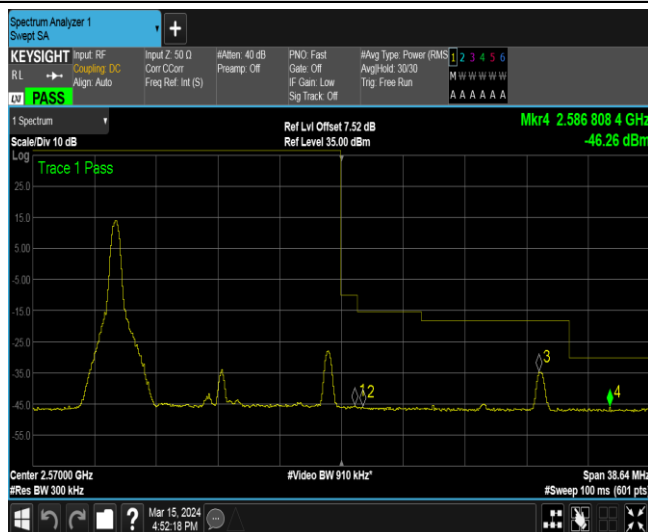 Spectrum Analyzer 1
Swept SA
KEYSIGHT
RL
LXI PASS
Input: RF
Coupling: DC
Align: Auto
Input Z: 50 Ω
Corr CCorr
Freq Ref: Int (S)
#Atten: 40 dB
Preamp: Off
PNO: Fast
Gate: Off
IF Gain: Low
Sig Track: Off
#Avg Type: Power (RMS
Avg|Hold: 30/30
Trig: Free Run
1 2 3 4 5 6
M W W W W W
A A A A A A
1 Spectrum
Scale/Div 10 dB
Ref Lvl Offset 7.52 dB
Ref Level 35.00 dBm
Mkr4 2.586 808 4 GHz
-46.26 dBm
Log
Trace 1 Pass
25.0
15.0
5.00
-5.00
-15.0
-25.0
-35.0
-45.0
-55.0
1 2
3
4
Center 2.57000 GHz
#Res BW 300 kHz
#Video BW 910 kHz*
Span 38.64 MHz
#Sweep 100 ms (601 pts)
?
Mar 15, 2024
4:52:18 PM